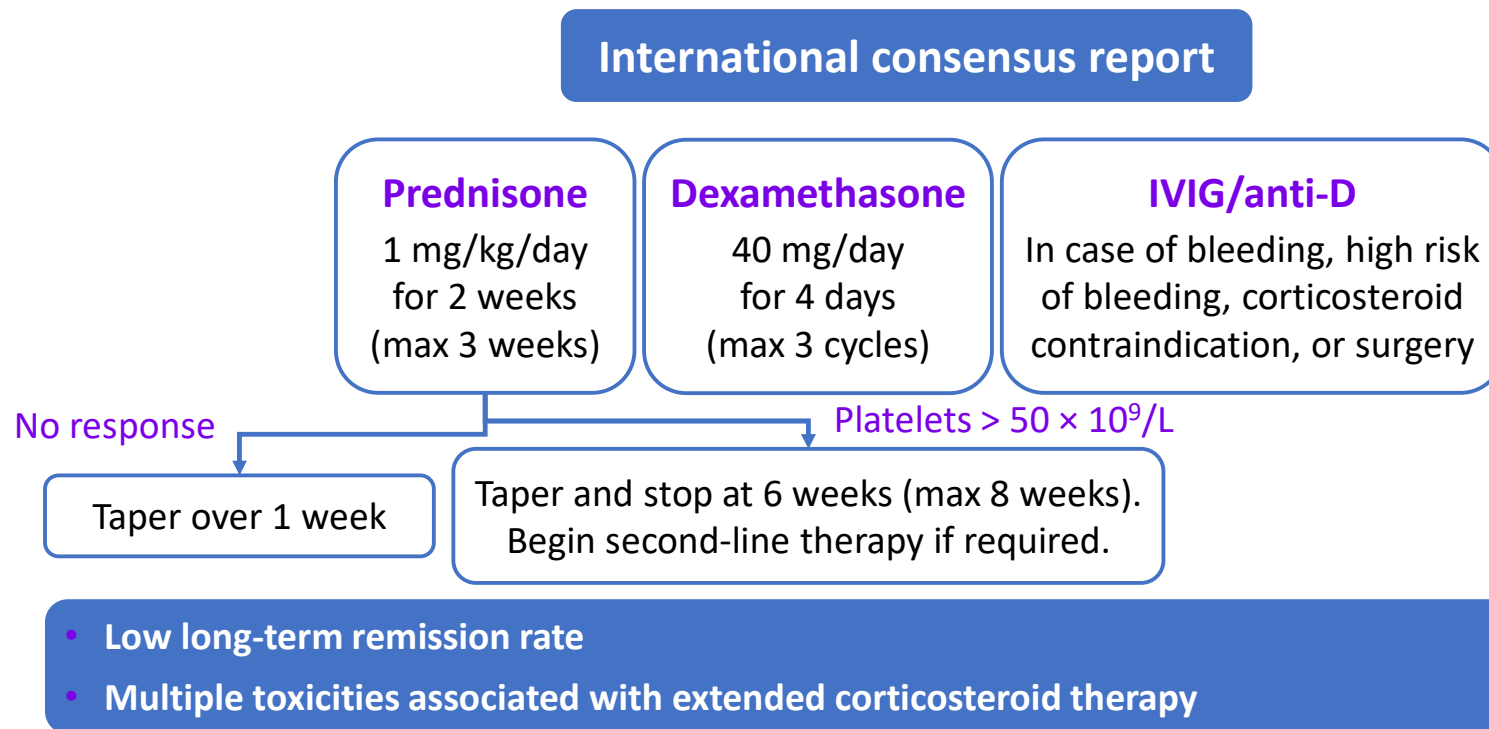 International consensus report
Prednisone
1 mg/kg/day
for 2 weeks
(max 3 weeks)
Dexamethasone
40 mg/day
for 4 days
(max 3 cycles)
IVIG/anti-D
In case of bleeding, high risk
of bleeding, corticosteroid
contraindication, or surgery
No response
Platelets > 50 × 10⁹/L
Taper over 1 week
Taper and stop at 6 weeks (max 8 weeks).
Begin second-line therapy if required.
• Low long-term remission rate
• Multiple toxicities associated with extended corticosteroid therapy